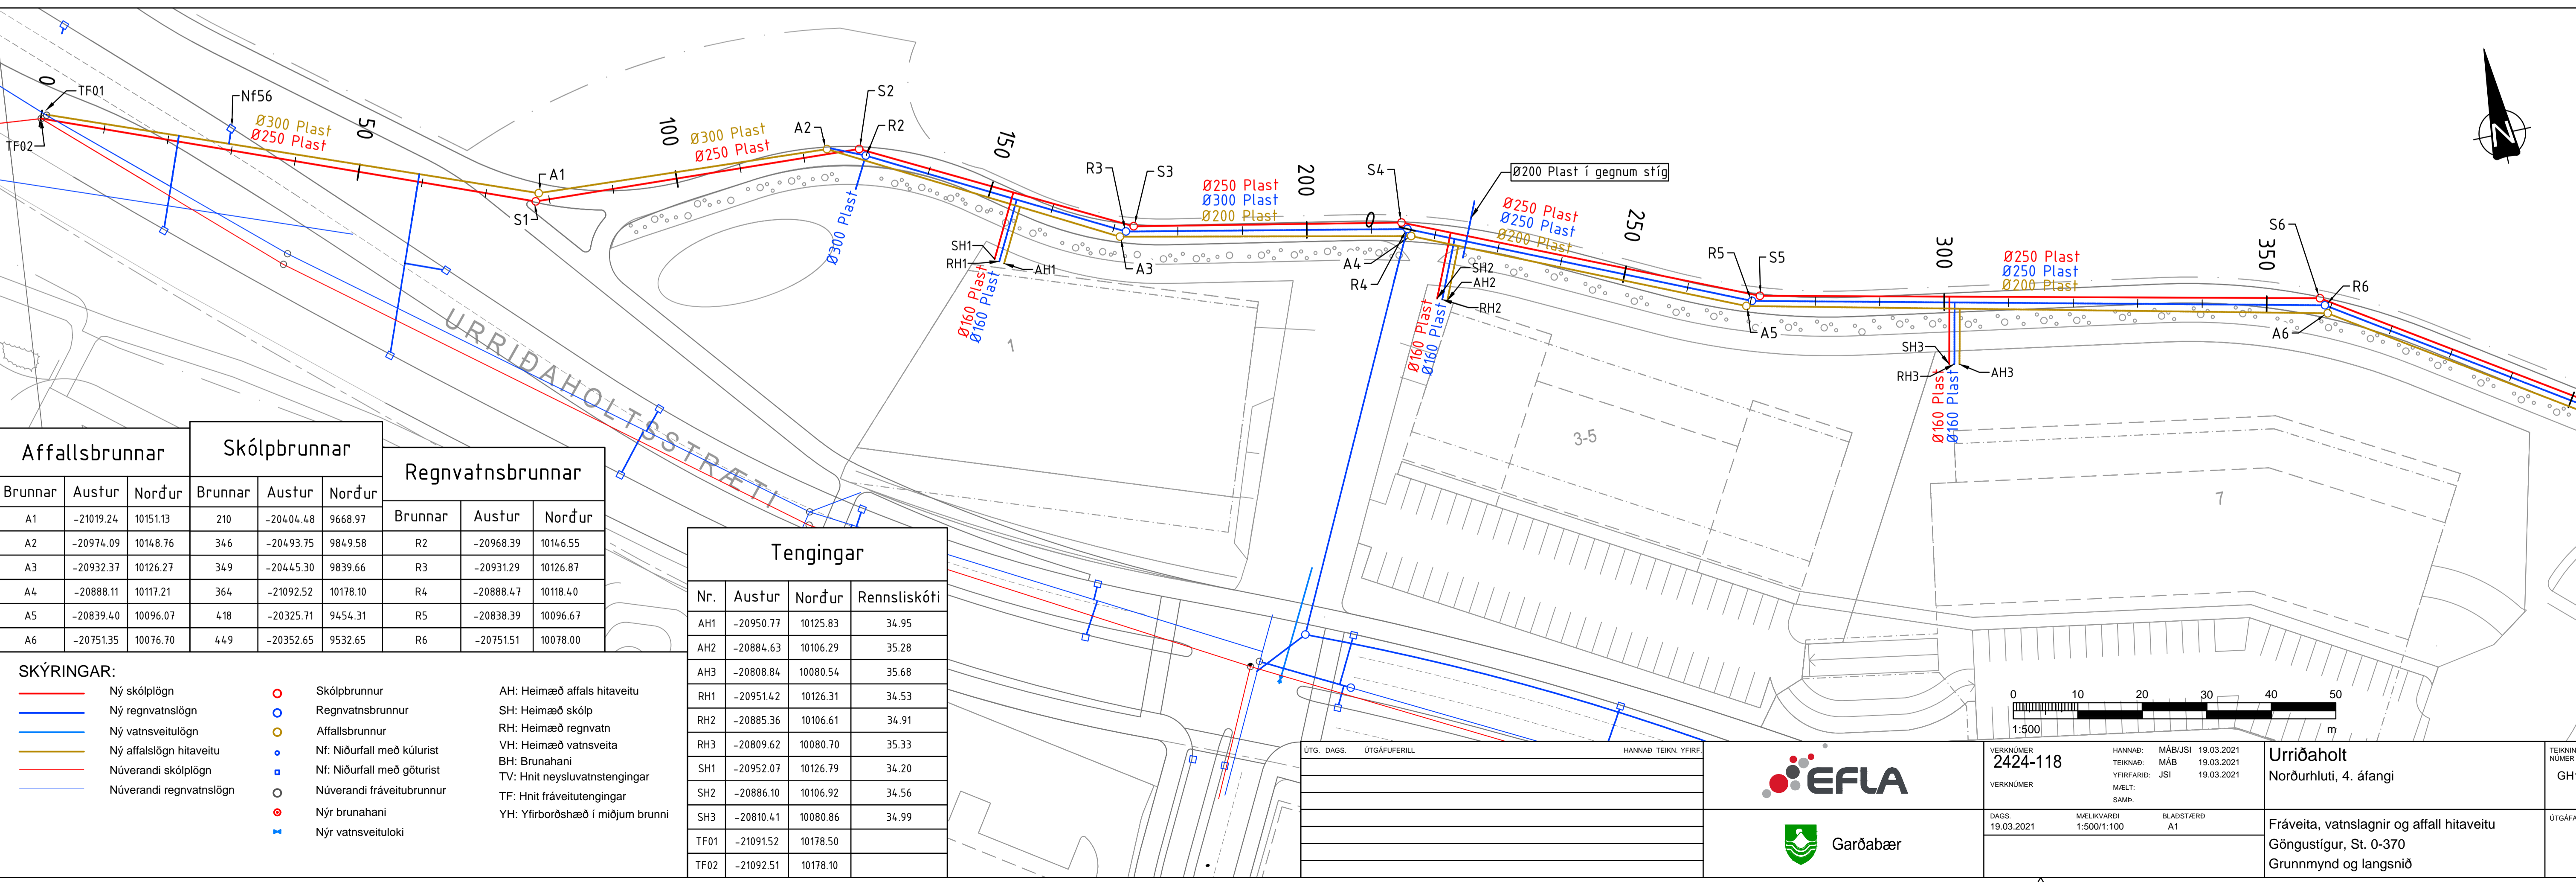 0
TF01
TF02
Nf56
Ø300 Plast
Ø250 Plast
50
A1
S1
100
Ø300 Plast
Ø250 Plast
A2
S2
R2
Ø300 Plast
150
SH1
RH1
AH1
Ø160 Plast
Ø160 Plast
R3
S3
A3
Ø250 Plast
Ø300 Plast
Ø200 Plast
200
0
S4
A4
R4
Ø200 Plast í gegnum stíg
Ø250 Plast
Ø250 Plast
Ø200 Plast
SH2
AH2
RH2
Ø160 Plast
Ø160 Plast
250
R5
S5
A5
300
Ø250 Plast
Ø250 Plast
Ø200 Plast
SH3
RH3
AH3
Ø160 Plast
Ø160 Plast
350
S6
R6
A6
N
URRIÐAHOLTSSTRÆTI
1
3-5
7
Affallsbrunnar
Brunnar Austur Norður
A1 -21019.24 10151.13
A2 -20974.09 10148.76
A3 -20932.37 10126.27
A4 -20888.11 10117.21
A5 -20839.40 10096.07
A6 -20751.35 10076.70
Skólpbrunnar
Brunnar Austur Norður
210 -20404.48 9668.97
346 -20493.75 9849.58
349 -20445.30 9839.66
364 -21092.52 10178.10
418 -20325.71 9454.31
449 -20352.65 9532.65
Regnvatnsbrunnar
Brunnar Austur Norður
R2 -20968.39 10146.55
R3 -20931.29 10126.87
R4 -20888.47 10118.40
R5 -20838.39 10096.67
R6 -20751.51 10078.00
Tengingar
Nr. Austur Norður Rennsliskóti
AH1 -20950.77 10125.83 34.95
AH2 -20884.63 10106.29 35.28
AH3 -20808.84 10080.54 35.68
RH1 -20951.42 10126.31 34.53
RH2 -20885.36 10106.61 34.91
RH3 -20809.62 10080.70 35.33
SH1 -20952.07 10126.79 34.20
SH2 -20886.10 10106.92 34.56
SH3 -20810.41 10080.86 34.99
TF01 -21091.52 10178.50
TF02 -21092.51 10178.10
SKÝRINGAR:
Ný skólplögn
Ný regnvatnslögn
Ný vatnsveitulögn
Ný affalslögn hitaveitu
Núverandi skólplögn
Núverandi regnvatnslögn
Skólpbrunnur
Regnvatnsbrunnur
Affallsbrunnur
Nf: Niðurfall með kúlurist
Nf: Niðurfall með göturist
Núverandi fráveitubrunnur
Nýr brunahani
Nýr vatnsveituloki
AH: Heimæð affals hitaveitu
SH: Heimæð skólp
RH: Heimæð regnvatn
VH: Heimæð vatnsveita
BH: Brunahani
TV: Hnit neysluvatnstengingar
TF: Hnit fráveitutengingar
YH: Yfirborðshæð í miðjum brunni
0 10 20 30 40 50
1:500 m
ÚTG. DAGS. ÚTGÁFUFERILL HANNAÐ TEIKN. YFIRF.
EFLA
Garðabær
VERKNÚMER
2424-118
VERKNÚMER
HANNAÐ: MÁB/JSI 19.03.2021
TEIKNAÐ: MÁB 19.03.2021
YFIRFARIÐ: JSI 19.03.2021
MÆLT:
SAMÞ.
DAGS. MÆLIKVARÐI BLAÐSTÆRÐ
19.03.2021 1:500/1:100 A1
Urriðaholt
Norðurhluti, 4. áfangi
Fráveita, vatnslagnir og affall hitaveitu
Göngustígur, St. 0-370
Grunnmynd og langsnið
NÚMER